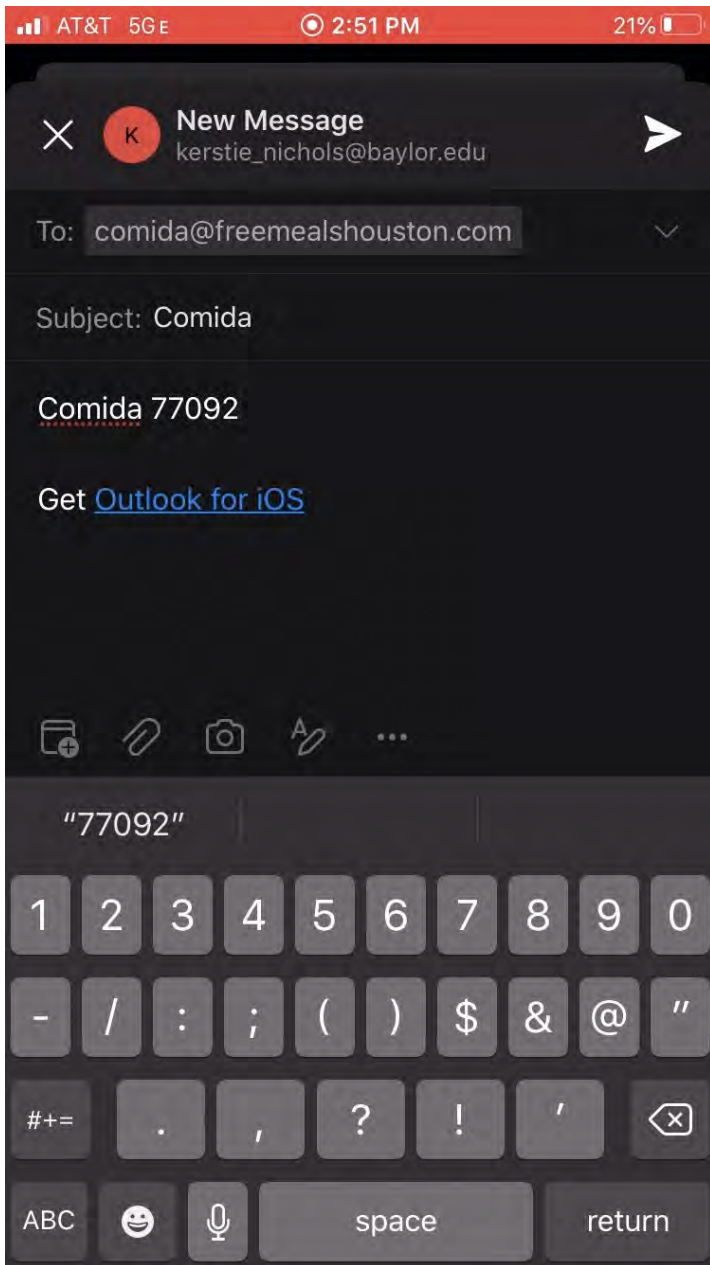 AT&T 5GE 2:51 PM 21%
K New Message
kerstie_nichols@baylor.edu
To: comida@freemealshouston.com
Subject: Comida
Comida 77092
Get Outlook for iOS
"77092"
1 2 3 4 5 6 7 8 9 0
- / : ; ( ) $ & @ "
#+= . , ? ! '
ABC space return